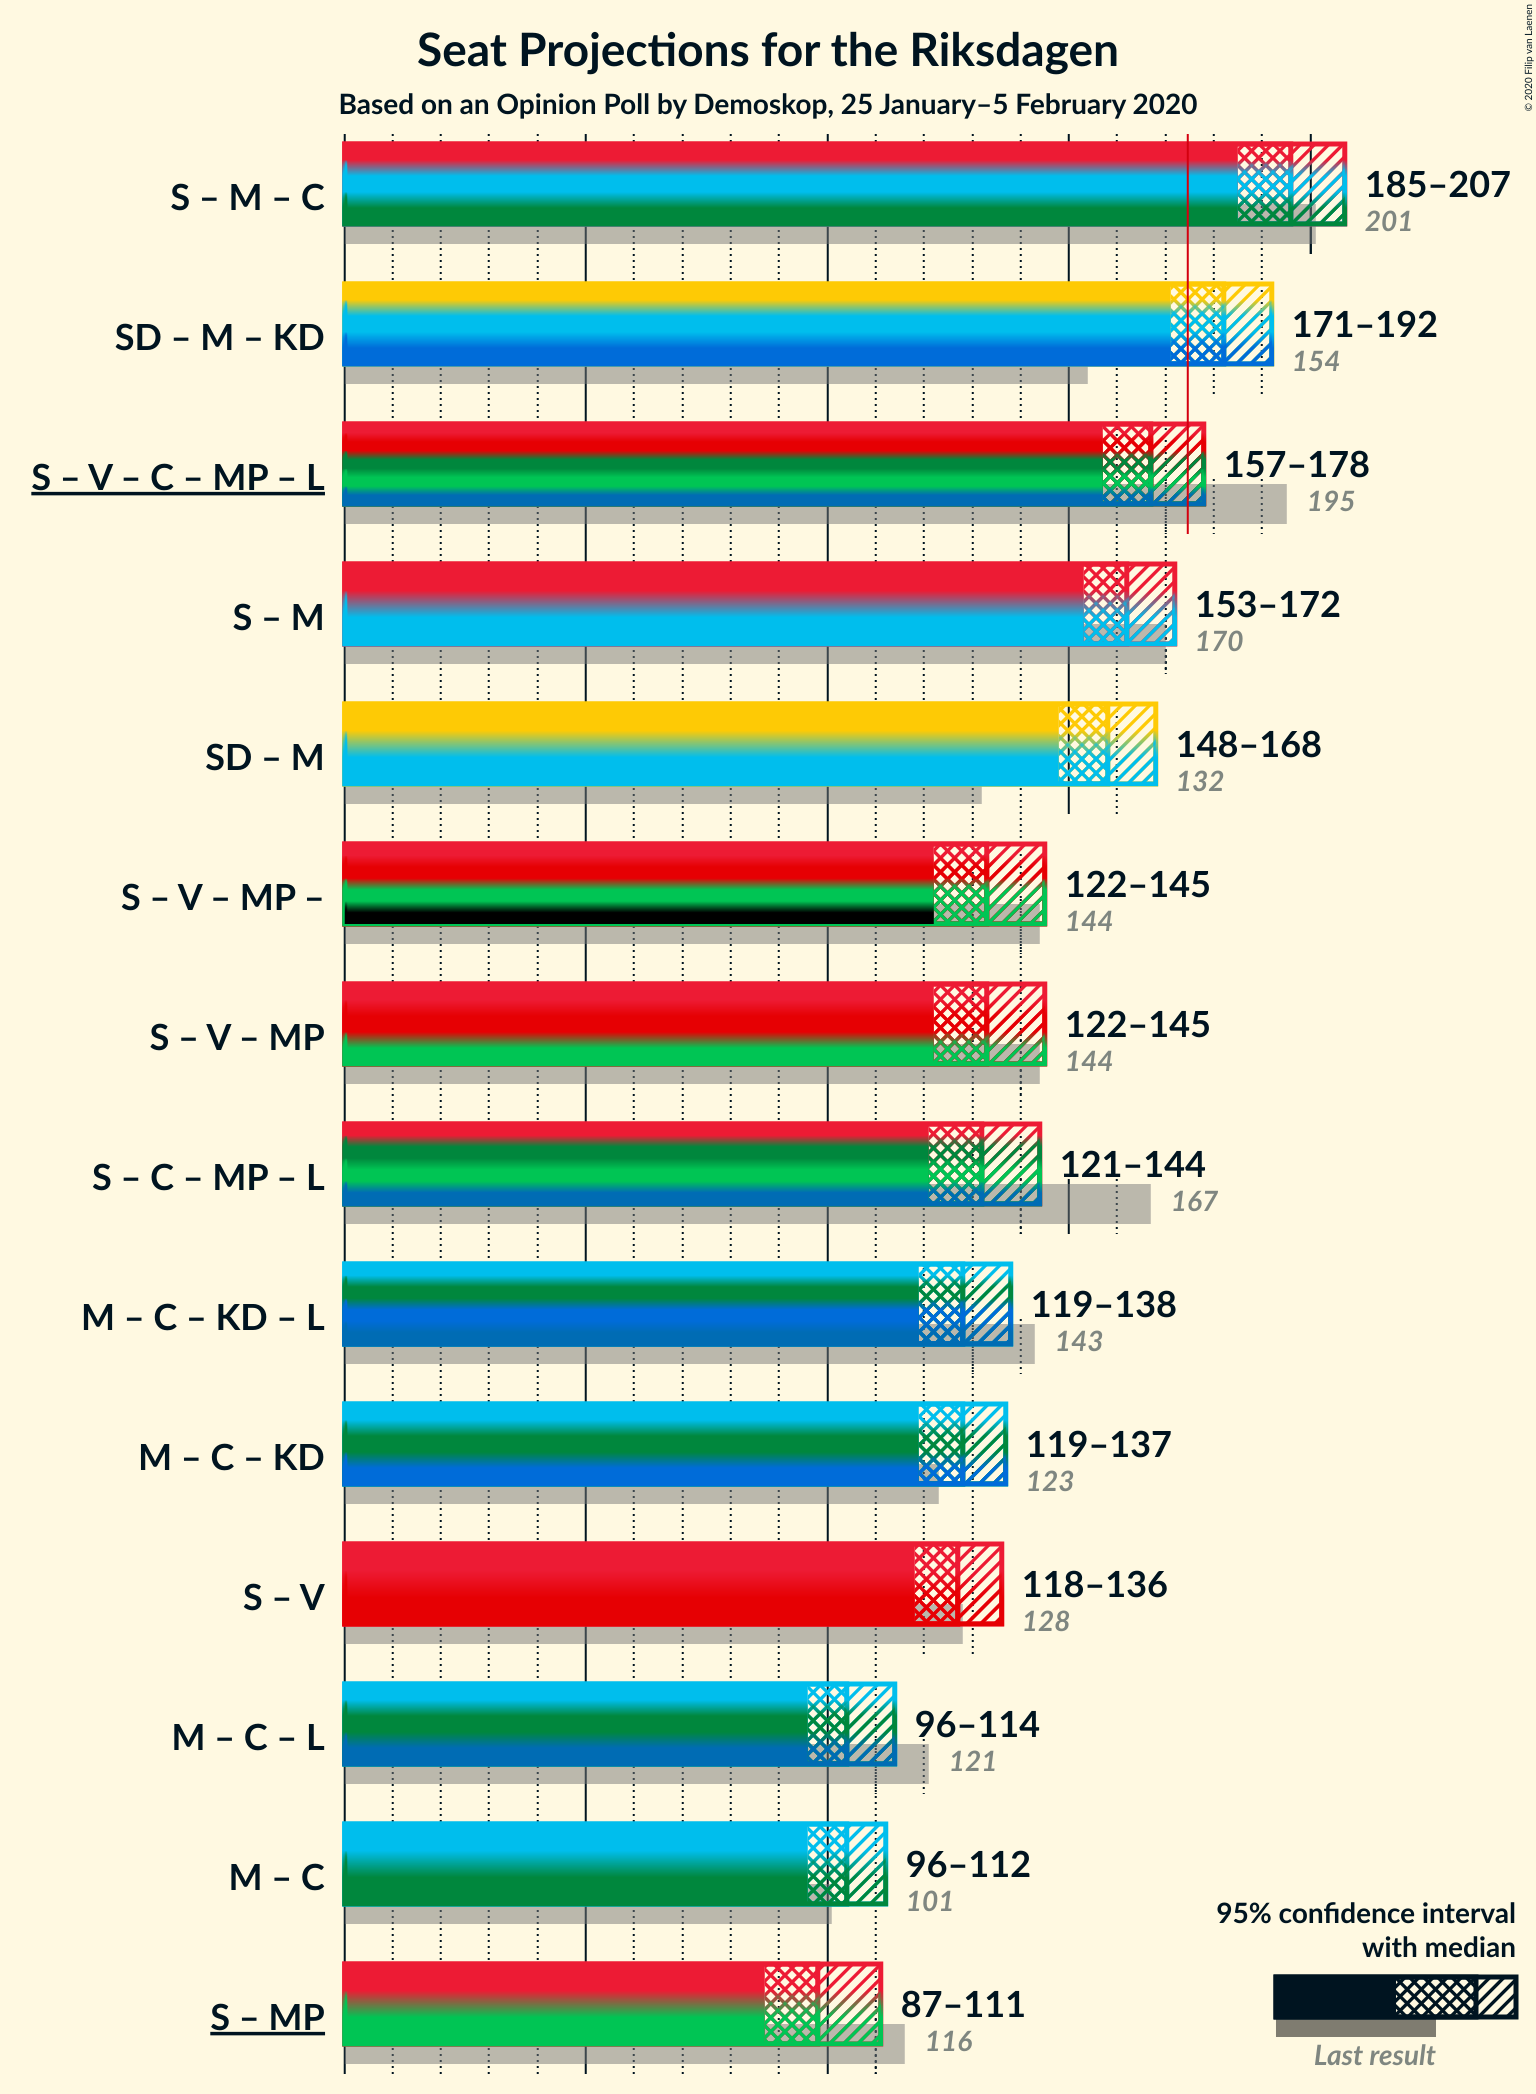 Seat Projections for the Riksdagen
Based on an Opinion Poll by Demoskop, 25 January–5 February 2020
© 2020 Filip van Laenen
S – M – C
185–207
201
SD – M – KD
171–192
154
S – V – C – MP – L
157–178
195
S – M
153–172
170
SD – M
148–168
132
S – V – MP –
122–145
144
S – V – MP
122–145
144
S – C – MP – L
121–144
167
M – C – KD – L
119–138
143
M – C – KD
119–137
123
S – V
118–136
128
M – C – L
96–114
121
M – C
96–112
101
S – MP
87–111
116
95% confidence interval
with median
Last result